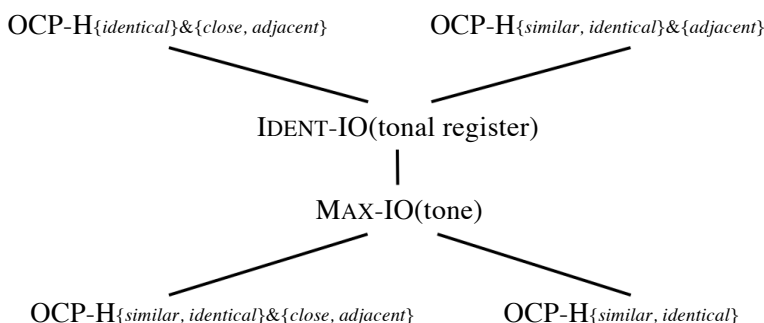 OCP-H{identical}&{close, adjacent} OCP-H{similar, identical}&{adjacent}
IDENT-IO(tonal register)
MAX-IO(tone)
OCP-H{similar, identical}&{close, adjacent} OCP-H{similar, identical}